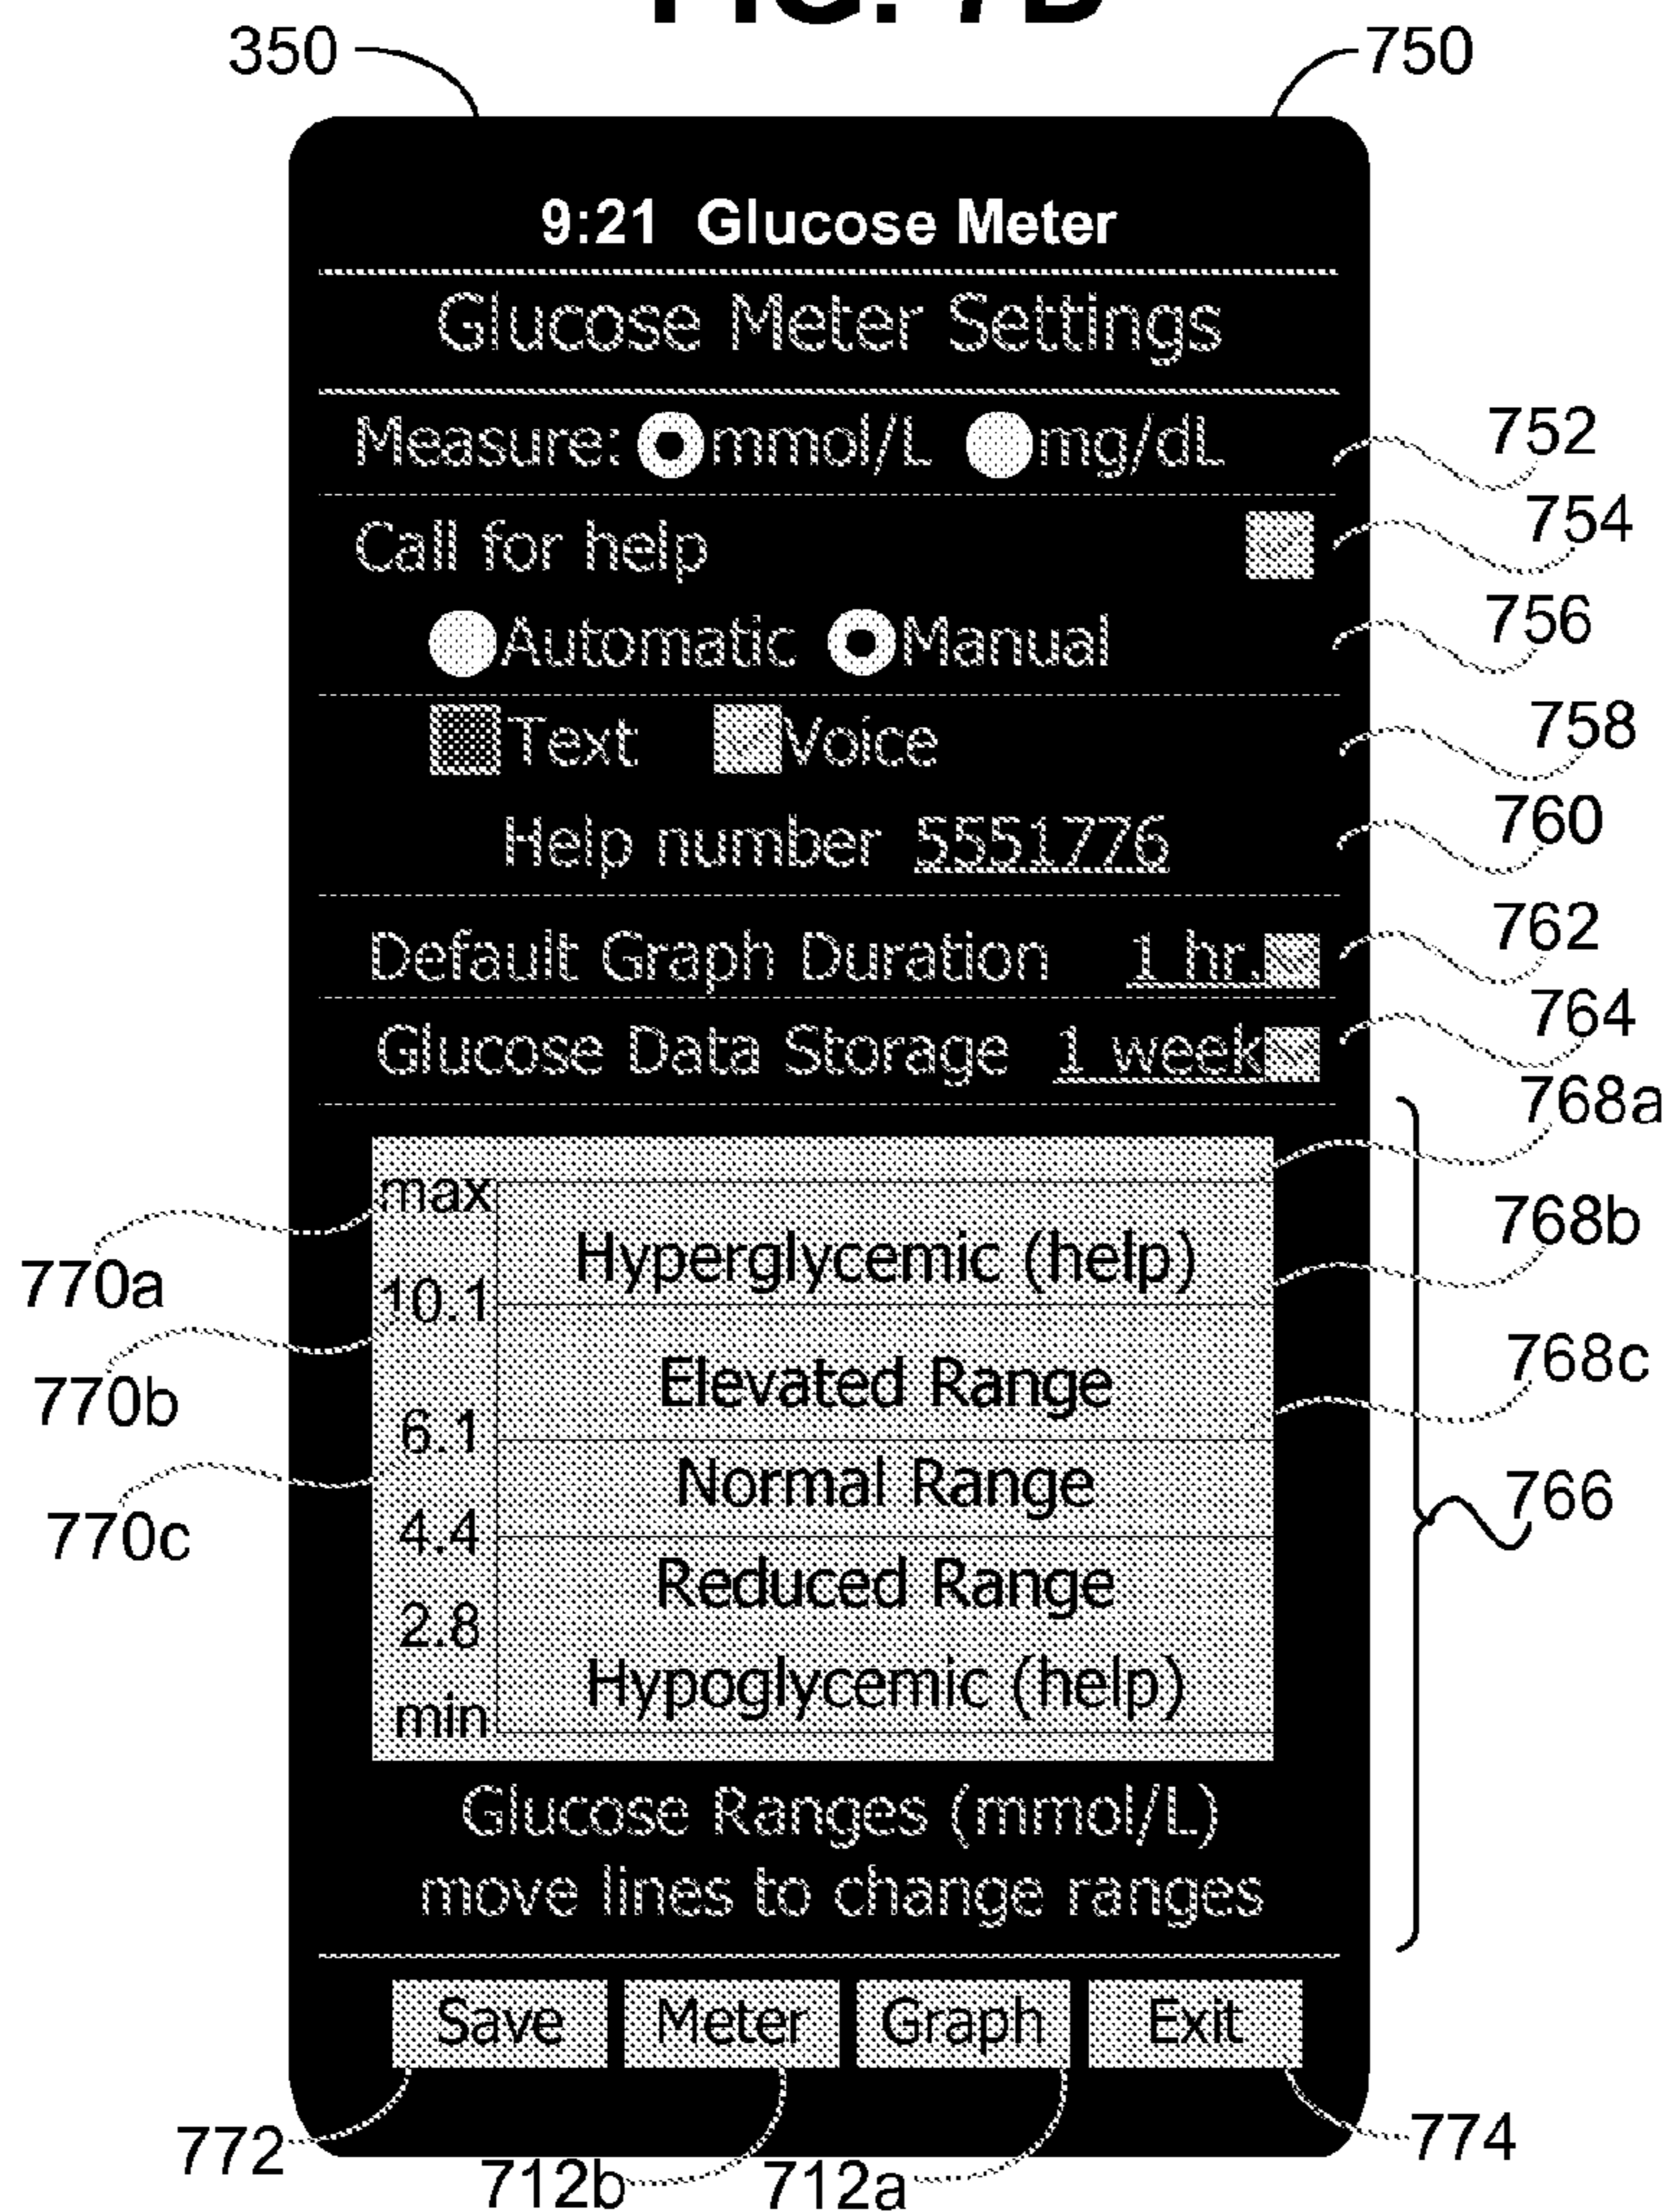 FIG. 7B
350
750
9:21 Glucose Meter
Glucose Meter Settings
Measure: mmol/L mg/dL
752
Call for help
754
Automatic Manual
756
Text Voice
758
Help number 5551776
760
Default Graph Duration 1 hr.
762
Glucose Data Storage 1 week
764
768a
max
Hyperglycemic (help)
768b
770a
10.1
Elevated Range
768c
770b
6.1
Normal Range
766
770c
4.4
Reduced Range
2.8
Hypoglycemic (help)
min
Glucose Ranges (mmol/L)
move lines to change ranges
Save Meter Graph Exit
772
712b
712a
774